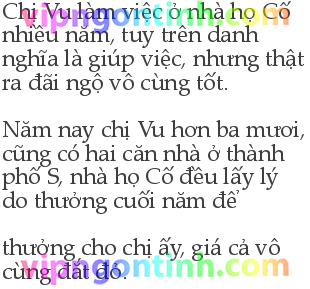 Chị Vu làm việc ở nhà họ Cố
nhiều năm, tuy trên danh
nghĩa là giúp việc, nhưng thật
ra đãi ngộ vô cùng tốt.
Năm nay chị Vu hơn ba mươi,
cũng có hai căn nhà ở thành
phố S, nhà họ Cố đều lấy lý
do thưởng cuối năm để
thưởng cho chị ấy, giá cả vô
cùng đắt đỏ.
vipngontinh.com
vipngontinh.com
vipngontinh.com